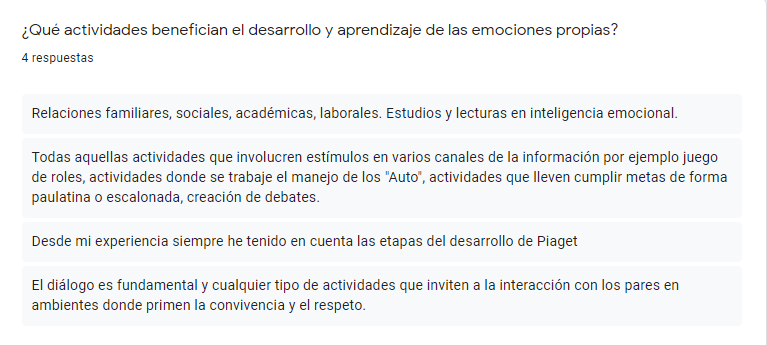 ¿Qué actividades benefician el desarrollo y aprendizaje de las emociones propias?
4 respuestas
Relaciones familiares, sociales, académicas, laborales. Estudios y lecturas en inteligencia emocional.
Todas aquellas actividades que involucren estímulos en varios canales de la información por ejemplo juego
de roles, actividades donde se trabaje el manejo de los "Auto", actividades que lleven cumplir metas de forma
paulatina o escalonada, creación de debates.
Desde mi experiencia siempre he tenido en cuenta las etapas del desarrollo de Piaget
El diálogo es fundamental y cualquier tipo de actividades que inviten a la interacción con los pares en
ambientes donde primen la convivencia y el respeto.